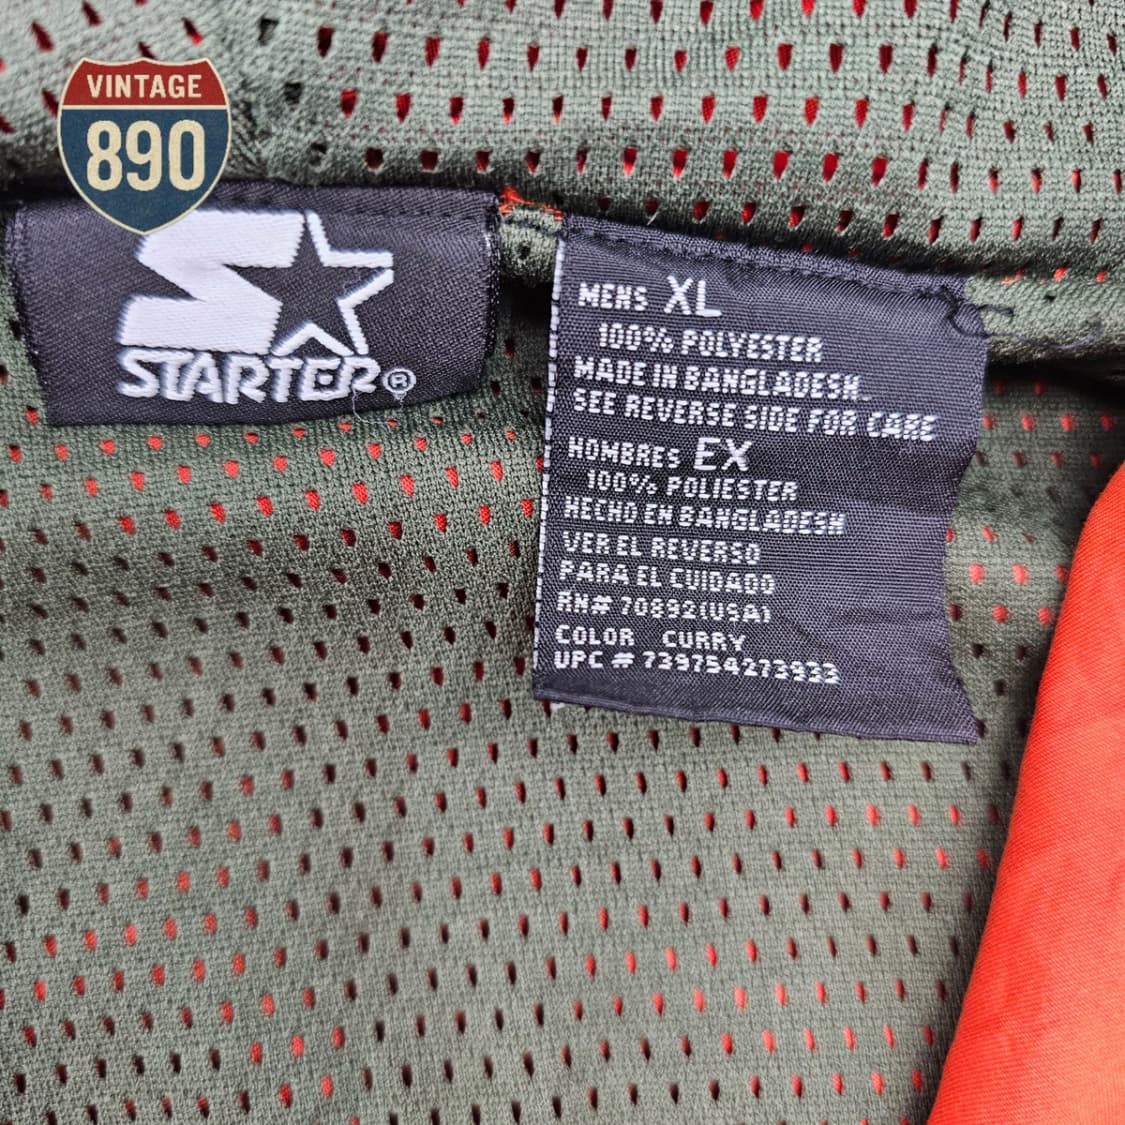 VINTAGE
890
STARTER®
MENS XL
100% POLYESTER
MADE IN BANGLADESH.
SEE REVERSE SIDE FOR CARE
HOMBRES EX
100% POLIESTER
HECHO EN BANGLADESH
VER EL REVERSO
PARA EL CUIDADO
RN# 70892(USA)
COLOR CURRY
UPC # 739754273933